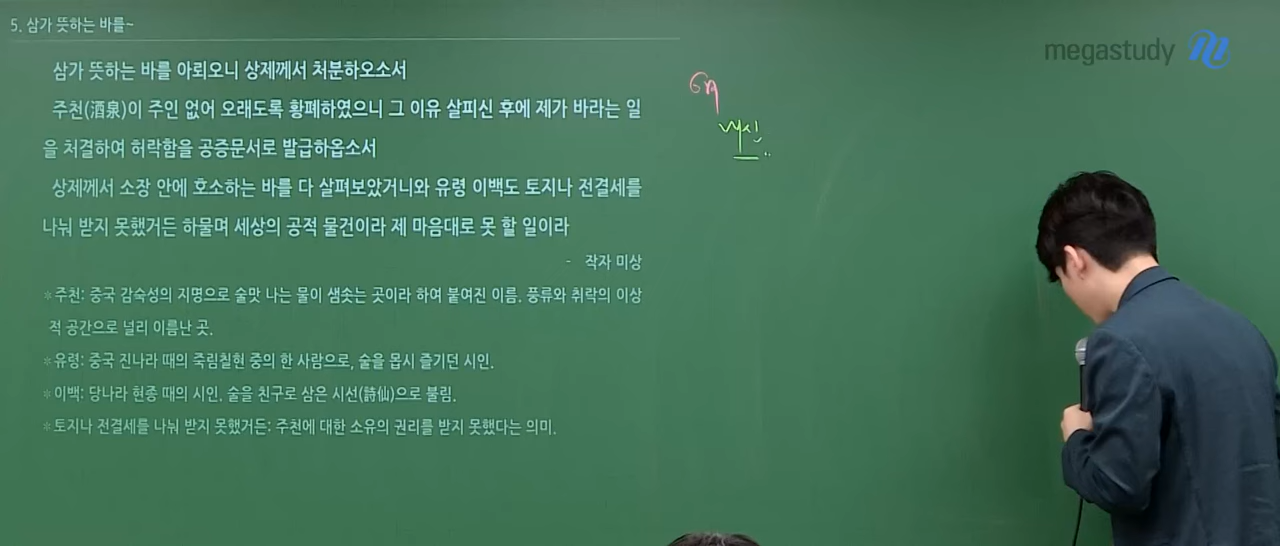 5. 삼가 뜻하는 바를~
megastudy
삼가 뜻하는 바를 아뢰오니 상제께서 처분하오소서
주천(酒泉)이 주인 없어 오래도록 황폐하였으니 그 이유 살피신 후에 제가 바라는 일
을 처결하여 허락함을 공증문서로 발급하옵소서
상제께서 소장 안에 호소하는 바를 다 살펴보았거니와 유령 이백도 토지나 전결세를
나눠 받지 못했거든 하물며 세상의 공적 물건이라 제 마음대로 못 할 일이라
- 작자 미상
※주천: 중국 감숙성의 지명으로 술맛 나는 물이 샘솟는 곳이라 하여 붙여진 이름. 풍류와 취락의 이상
적 공간으로 널리 이름난 곳.
※유령: 중국 진나라 때의 죽림칠현 중의 한 사람으로, 술을 몹시 즐기던 시인.
※이백: 당나라 현종 때의 시인. 술을 친구로 삼은 시선(詩仙)으로 불림.
※토지나 전결세를 나눠 받지 못했거든: 주천에 대한 소유의 권리를 받지 못했다는 의미.